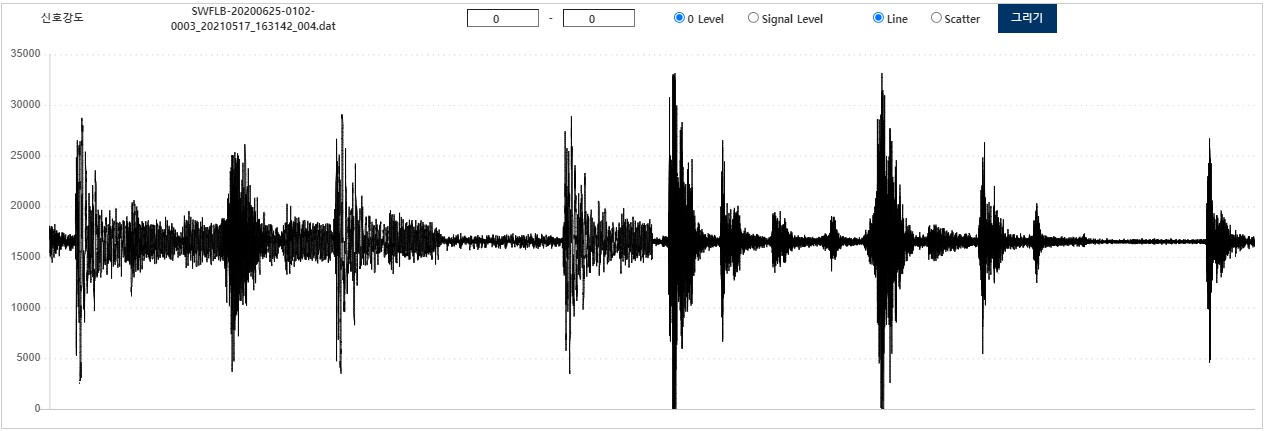 신호강도
SWFLB-20200625-0102-
0003_20210517_163142_004.dat
0 - 0
0 Level Signal Level
Line Scatter
그리기
35000
30000
25000
20000
15000
10000
5000
0